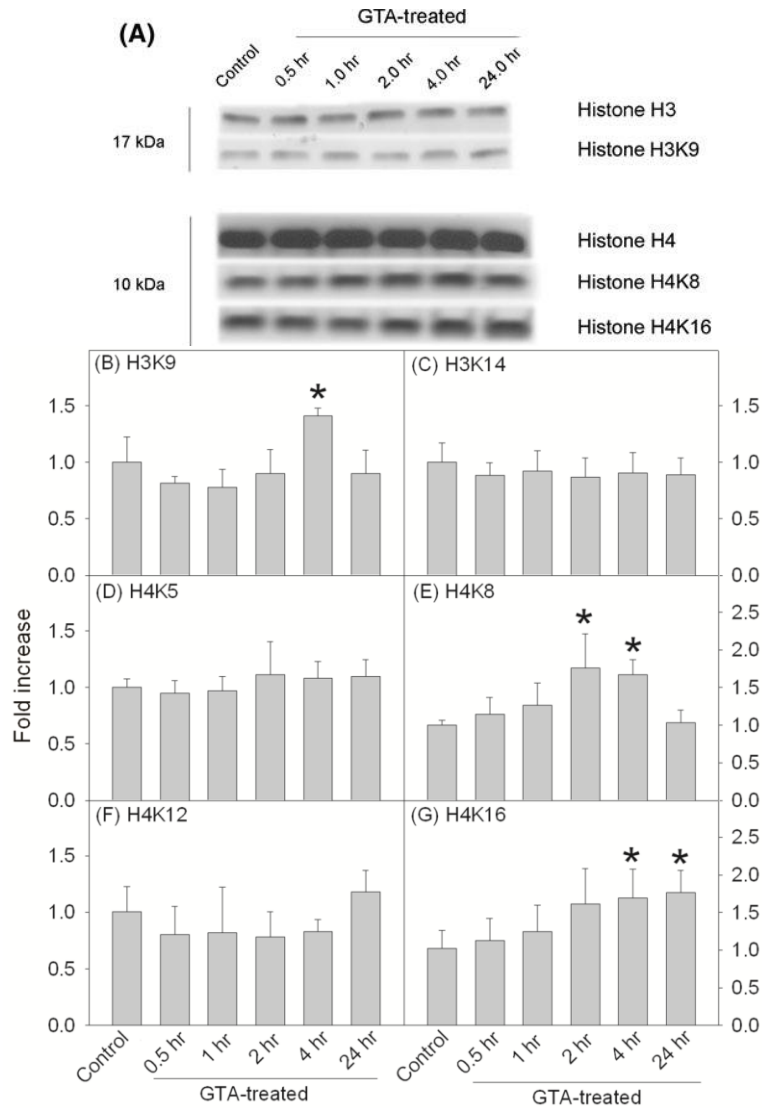 (A)
GTA-treated
Control 0.5 hr 1.0 hr 2.0 hr 4.0 hr 24.0 hr
17 kDa
Histone H3
Histone H3K9
10 kDa
Histone H4
Histone H4K8
Histone H4K16
Fold increase
(B) H3K9
1.5
1.0
0.5
0.0
*
(C) H3K14
1.5
1.0
0.5
0.0
(D) H4K5
1.5
1.0
0.5
0.0
(E) H4K8
* *
2.5
2.0
1.5
1.0
0.5
0.0
(F) H4K12
1.5
1.0
0.5
0.0
(G) H4K16
* *
2.5
2.0
1.5
1.0
0.5
0.0
Control 0.5 hr 1 hr 2 hr 4 hr 24 hr
GTA-treated
Control 0.5 hr 1 hr 2 hr 4 hr 24 hr
GTA-treated